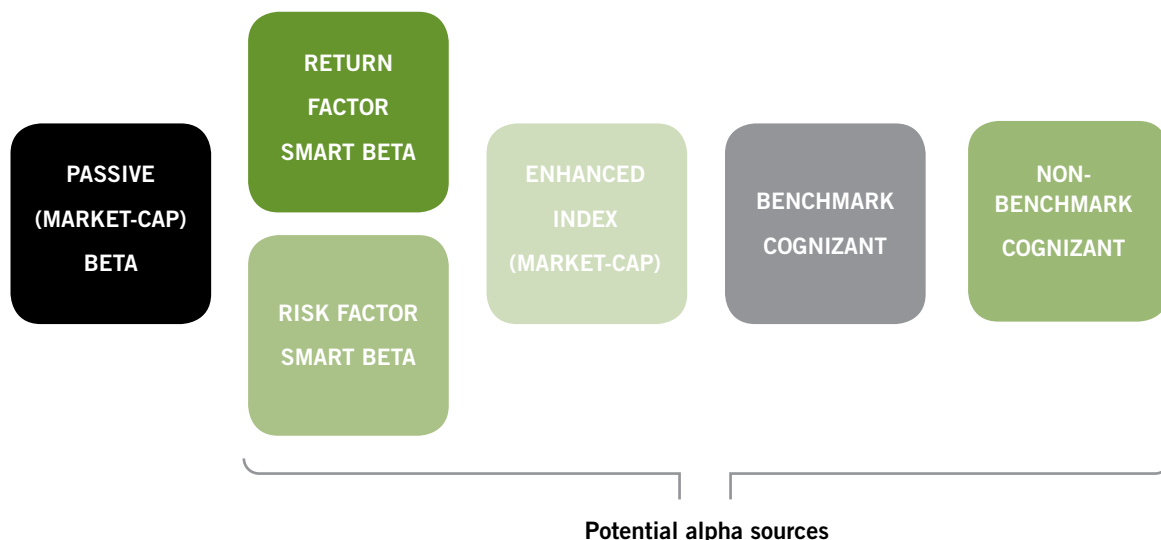 PASSIVE
(MARKET-CAP)
BETA
RETURN
FACTOR
SMART BETA
RISK FACTOR
SMART BETA
ENHANCED
INDEX
(MARKET-CAP)
BENCHMARK
COGNIZANT
NON-
BENCHMARK
COGNIZANT
Potential alpha sources